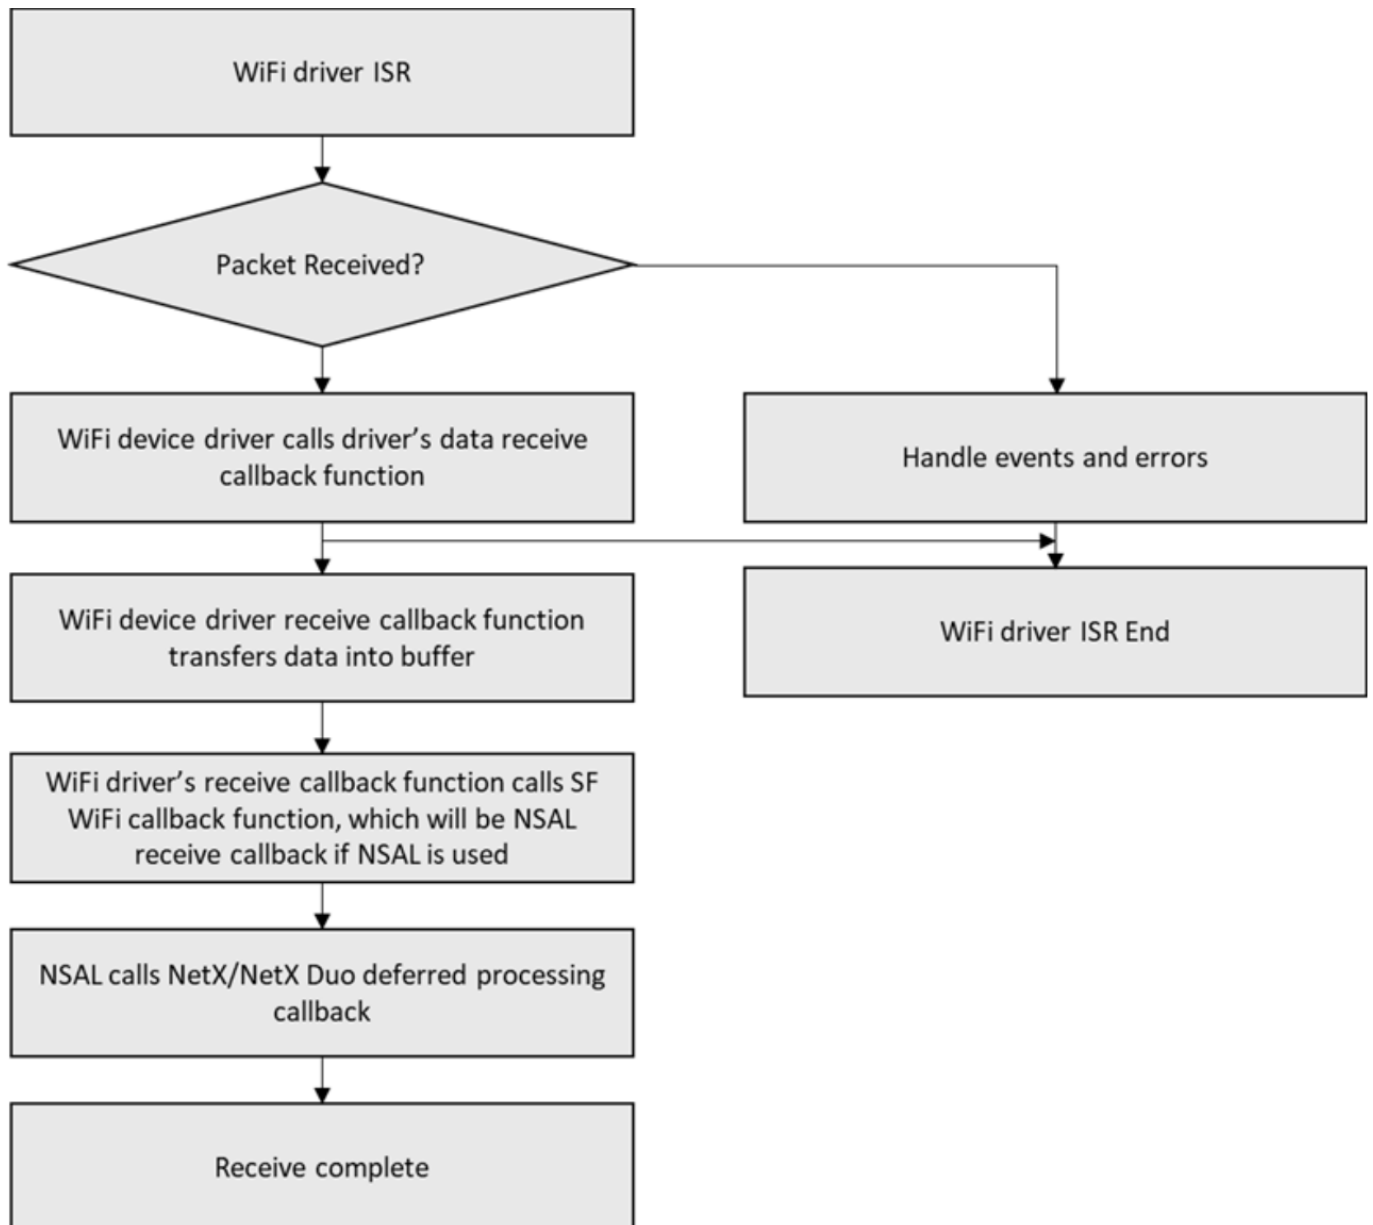 WiFi driver ISR
Packet Received?
WiFi device driver calls driver’s data receive
callback function
Handle events and errors
WiFi device driver receive callback function
transfers data into buffer
WiFi driver ISR End
WiFi driver’s receive callback function calls SF
WiFi callback function, which will be NSAL
receive callback if NSAL is used
NSAL calls NetX/NetX Duo deferred processing
callback
Receive complete